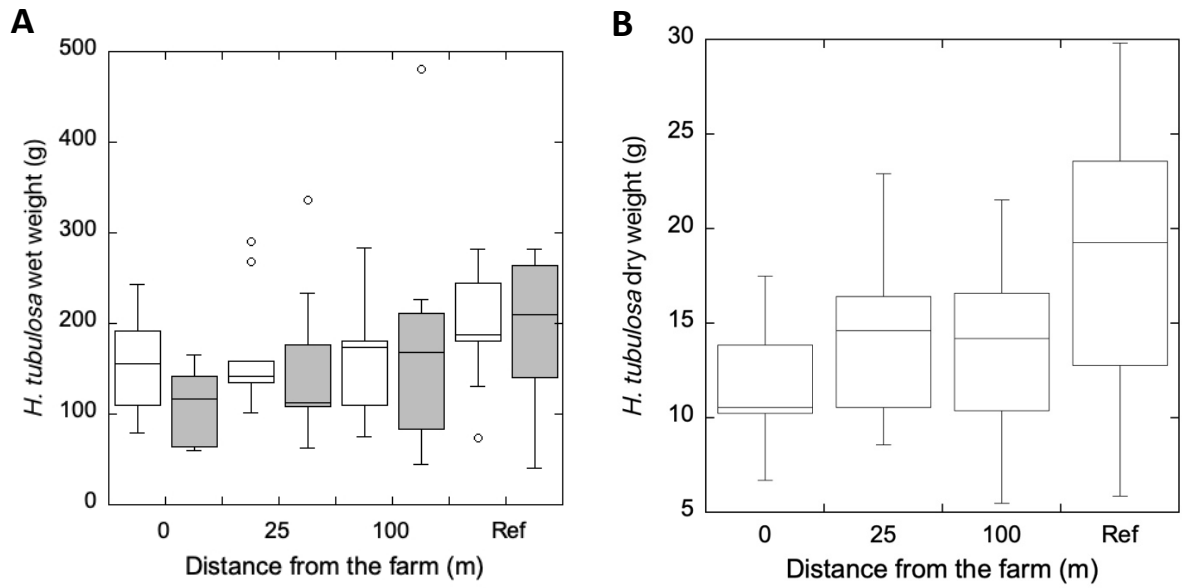 A
500
400
300
200
100
0
H. tubulosa wet weight (g)
0 25 100 Ref
Distance from the farm (m)
B
30
25
20
15
10
5
H. tubulosa dry weight (g)
0 25 100 Ref
Distance from the farm (m)